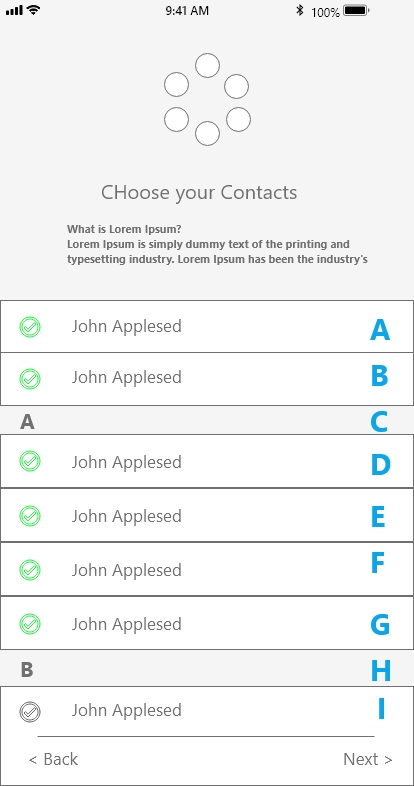 9:41 AM 100%
CHoose your Contacts
What is Lorem Ipsum?
Lorem Ipsum is simply dummy text of the printing and
typesetting industry. Lorem Ipsum has been the industry's
John Applesed A
John Applesed B
A C
John Applesed D
John Applesed E
John Applesed F
John Applesed G
B H
John Applesed I
< Back Next >